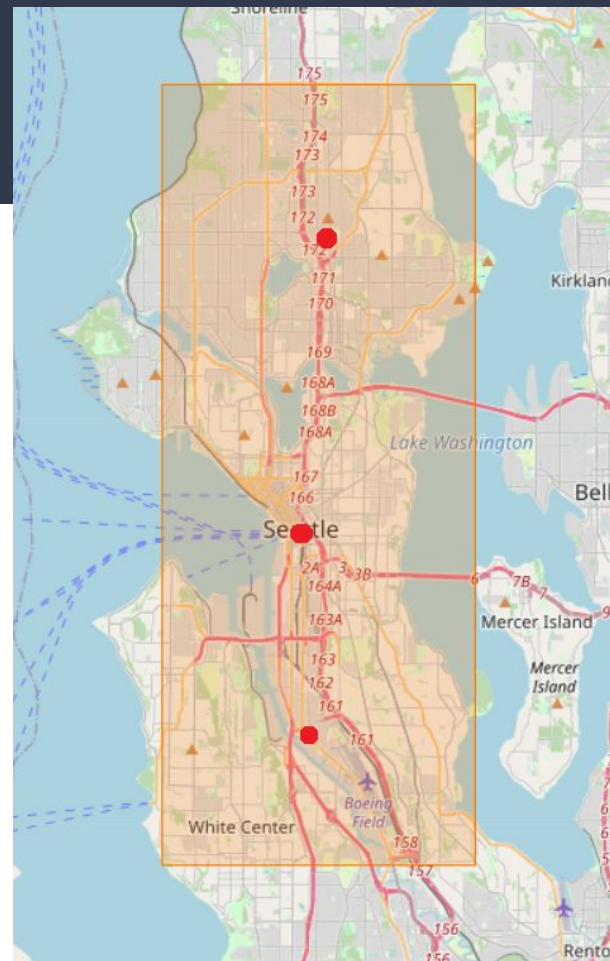 Shoreline
175
175
174
173
173
172
172
171
170
Kirkland
169
168A
168B
168A
Lake Washington
167
166
Bell
Seattle
2A
3
3B
6
7B
7
164A
9
163A
Mercer Island
163
Mercer
Island
162
161
161
Boeing
Field
White Center
158
157
156
156
Rento